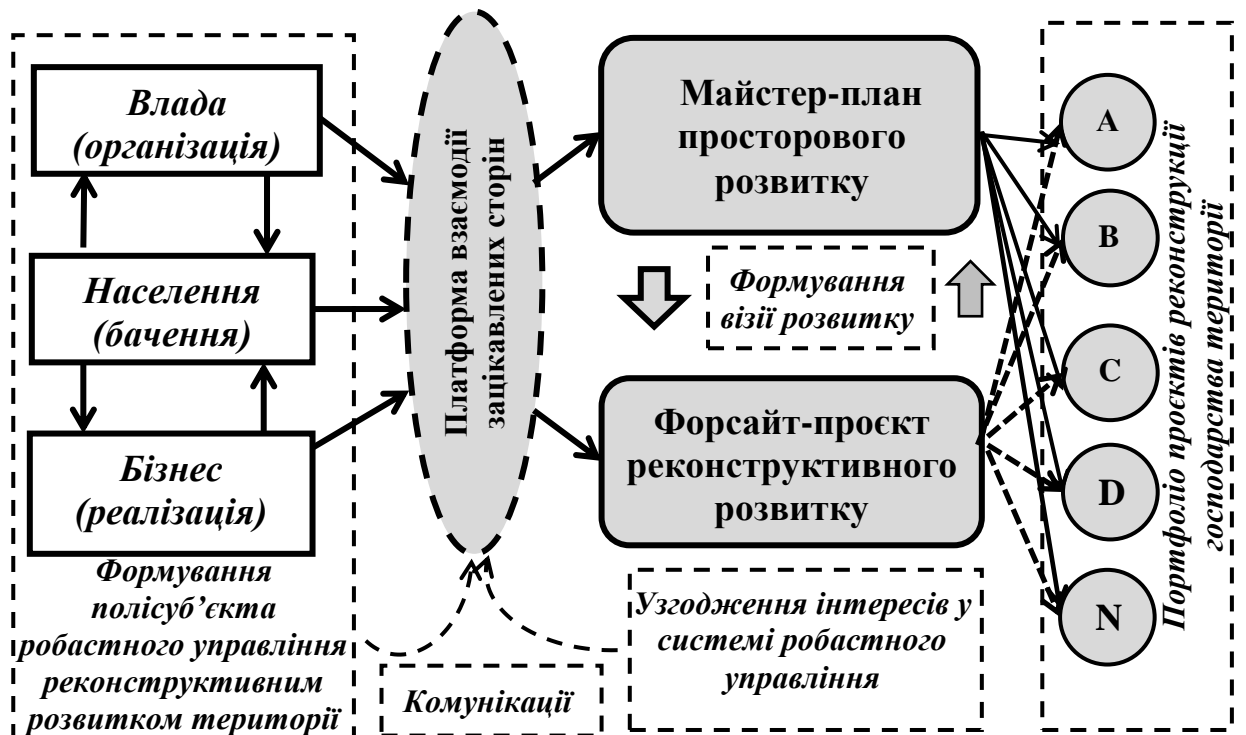 Влада
(організація)
Населення
(бачення)
Бізнес
(реалізація)
Формування
полісуб’єкта
робастного управління
реконструктивним
розвитком території
Платформа взаємодії
зацікавлених сторін
Комунікації
Майстер-план
просторового
розвитку
Формування
візії розвитку
Форсайт-проєкт
реконструктивного
розвитку
Узгодження інтересів у
системі робастного
управління
A
B
C
D
N
Портфоліо проєктів реконструкції
господарства території